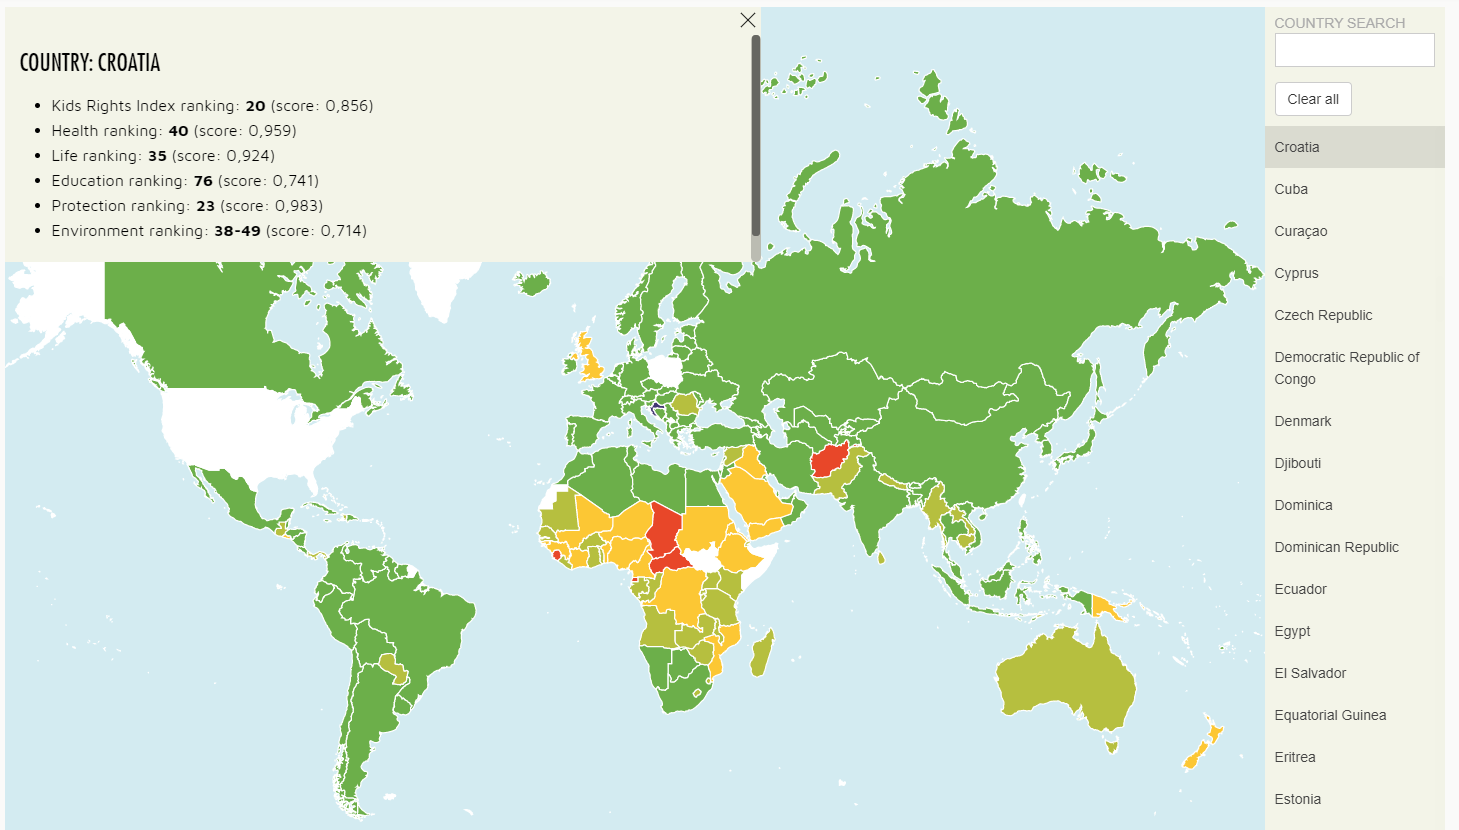 COUNTRY: CROATIA
Kids Rights Index ranking: 20 (score: 0,856)
Health ranking: 40 (score: 0,959)
Life ranking: 35 (score: 0,924)
Education ranking: 76 (score: 0,741)
Protection ranking: 23 (score: 0,983)
Environment ranking: 38-49 (score: 0,714)
COUNTRY SEARCH
Clear all
Croatia
Cuba
Curaçao
Cyprus
Czech Republic
Democratic Republic of
Congo
Denmark
Djibouti
Dominica
Dominican Republic
Ecuador
Egypt
El Salvador
Equatorial Guinea
Eritrea
Estonia